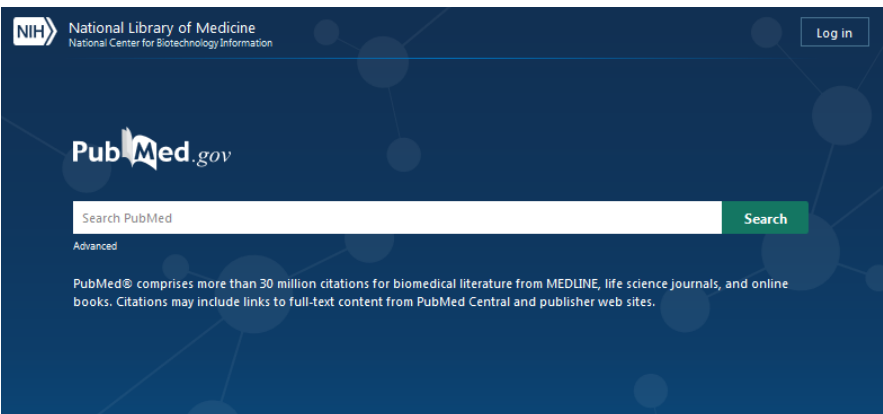 NIH
National Library of Medicine
National Center for Biotechnology Information
Log in
PubMed.gov
Search PubMed
Search
Advanced
PubMed® comprises more than 30 million citations for biomedical literature from MEDLINE, life science journals, and online
books. Citations may include links to full-text content from PubMed Central and publisher web sites.